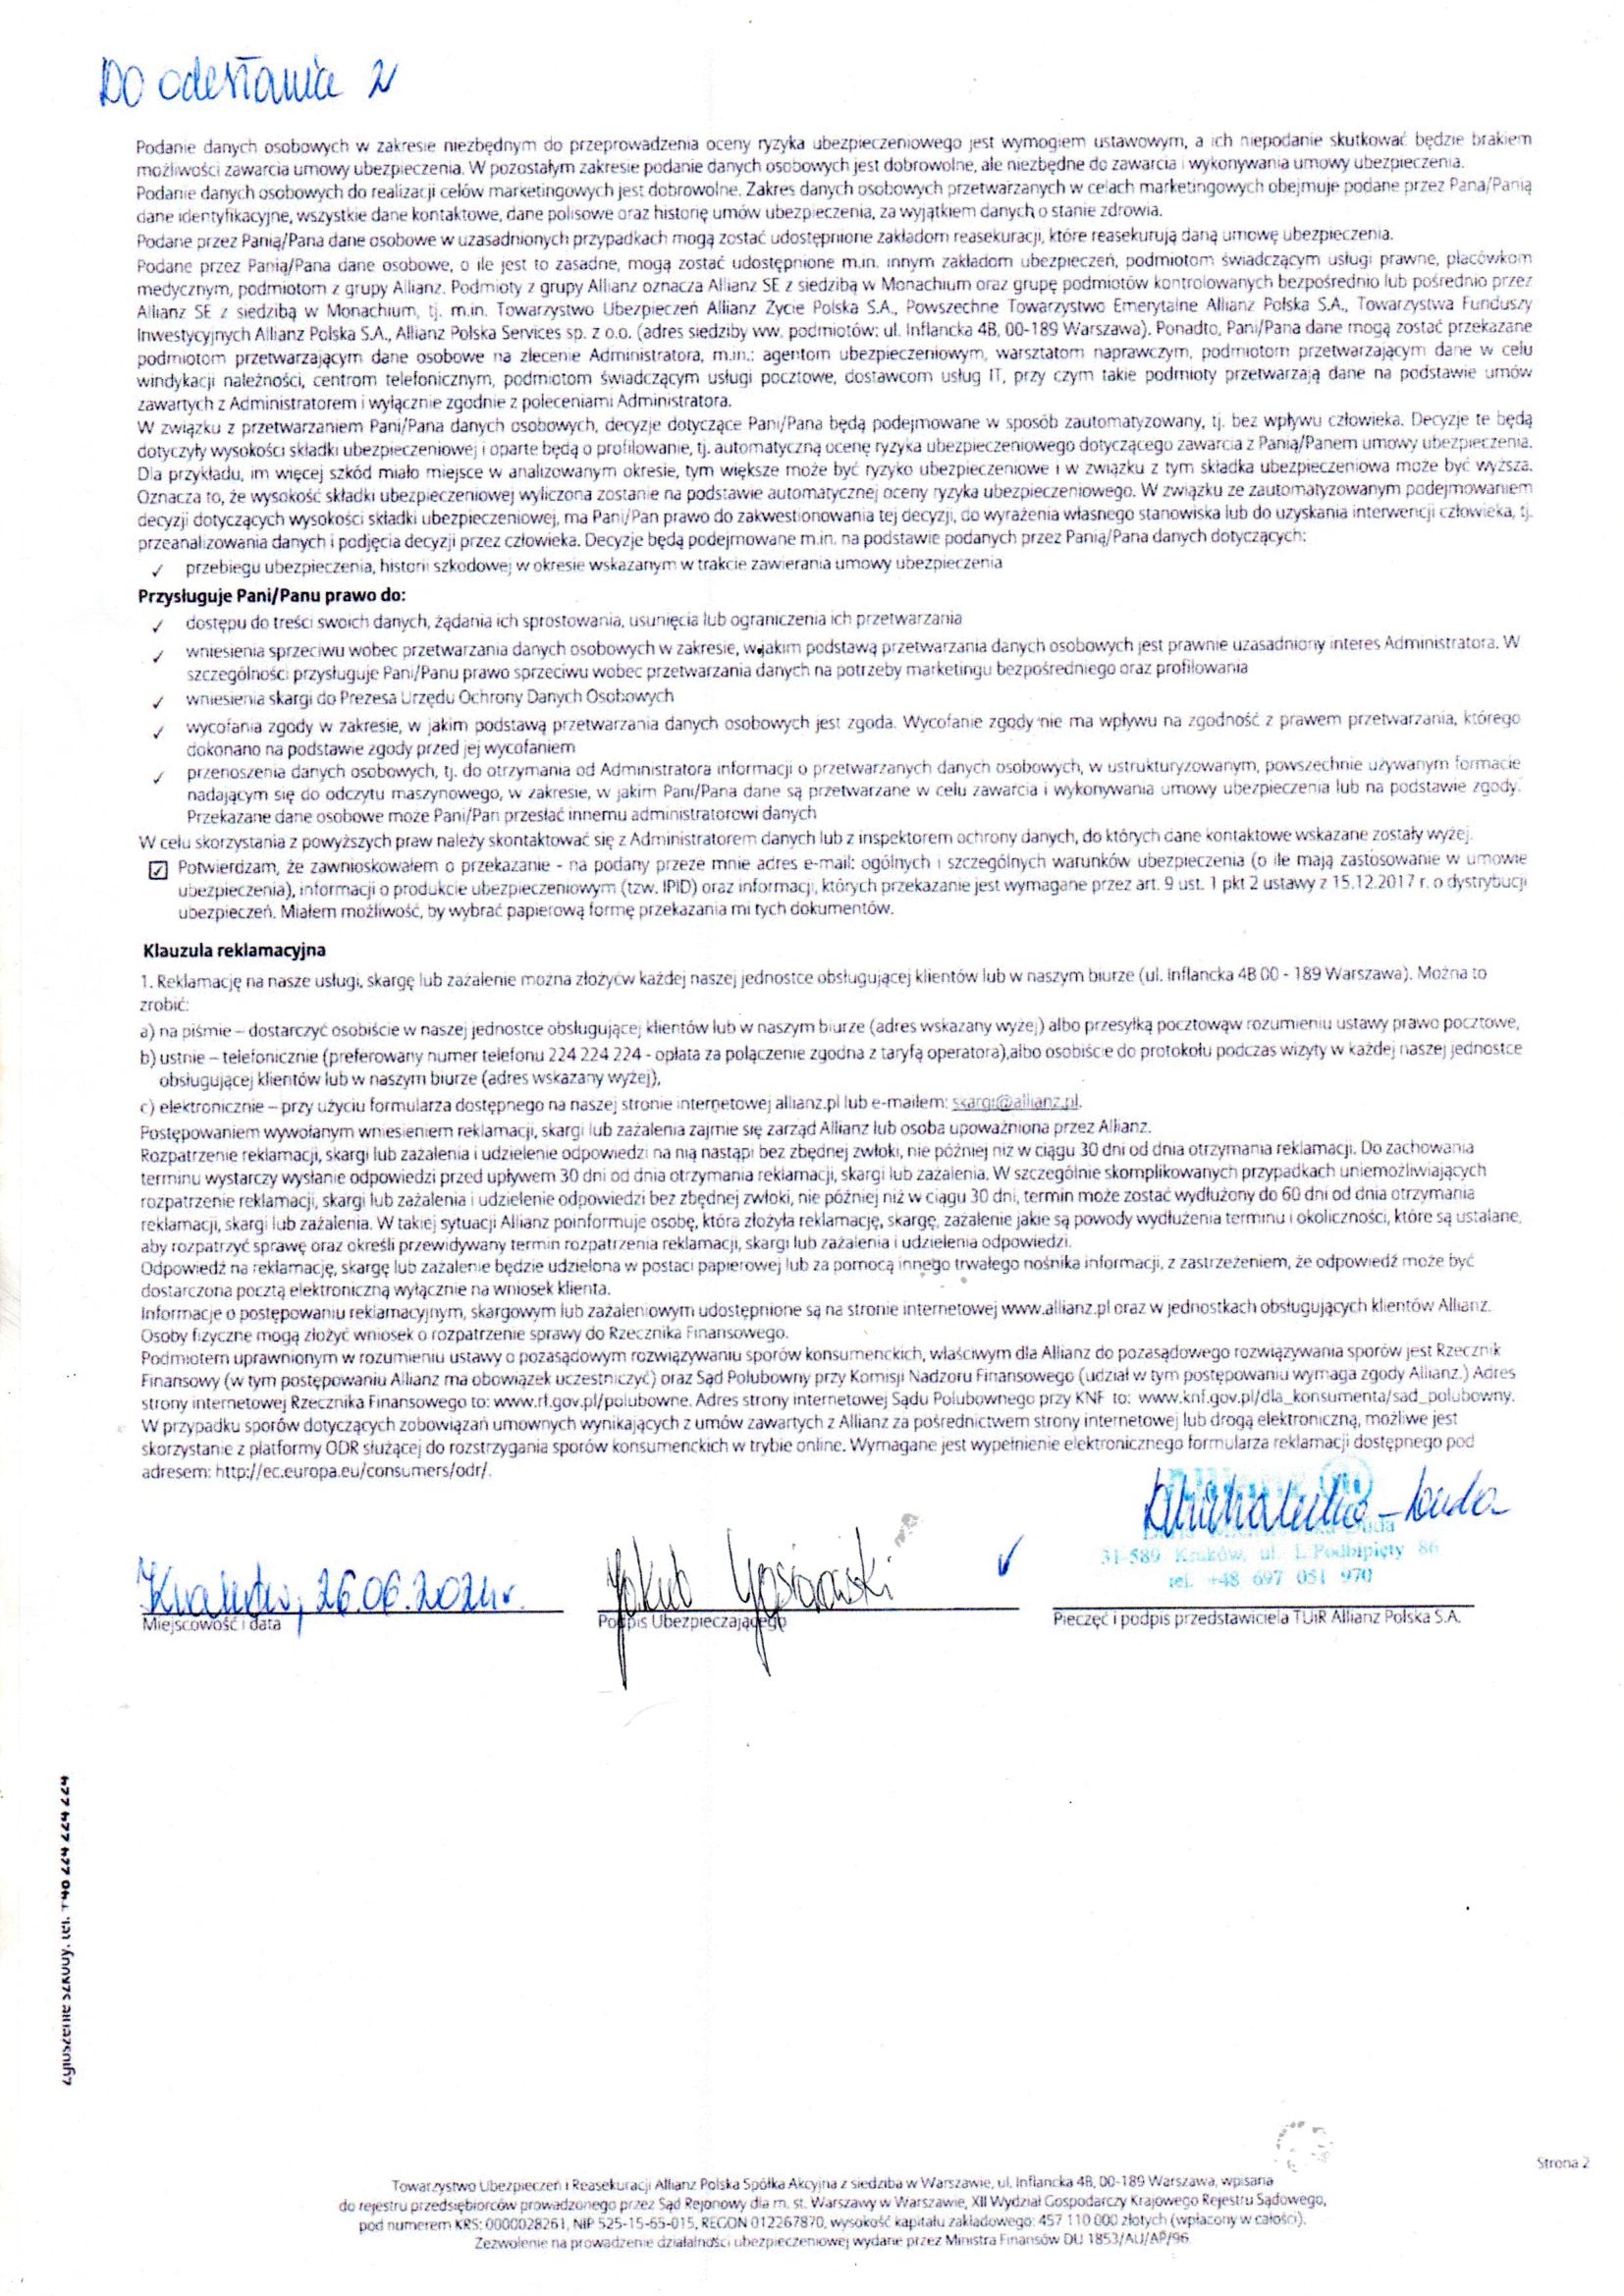 Do odesłania 2
Podanie danych osobowych w zakresie niezbędnym do przeprowadzenia oceny ryzyka ubezpieczeniowego jest wymogiem ustawowym, a ich niepodanie skutkować będzie brakiem
możliwości zawarcia umowy ubezpieczenia. W pozostałym zakresie podanie danych osobowych jest dobrowolne, ale niezbędne do zawarcia i wykonywania umowy ubezpieczenia.
Podanie danych osobowych do realizacji celów marketingowych jest dobrowolne. Zakres danych osobowych przetwarzanych w celach marketingowych obejmuje podane przez Pana/Panią
dane identyfikacyjne, wszystkie dane kontaktowe, dane polisowe oraz historię umów ubezpieczenia, za wyjątkiem danych o stanie zdrowia.
Podane przez Panią/Pana dane osobowe w uzasadnionych przypadkach mogą zostać udostępnione zakładom reasekuracji, które reasekurują daną umowę ubezpieczenia.
Podane przez Panią/Pana dane osobowe, o ile jest to zasadne, mogą zostać udostępnione m.in. innym zakładom ubezpieczeń, podmiotom świadczącym usługi prawne, placówkom
medycznym, podmiotom z grupy Allianz. Podmioty z grupy Allianz oznacza Allianz SE z siedzibą w Monachium oraz grupę podmiotów kontrolowanych bezpośrednio lub pośrednio przez
Allianz SE z siedzibą w Monachium, tj. m.in. Towarzystwo Ubezpieczeń Allianz Życie Polska S.A., Powszechne Towarzystwo Emerytalne Allianz Polska S.A., Towarzystwa Funduszy
Inwestycyjnych Allianz Polska S.A., Allianz Polska Services sp. z o.o. (adres siedziby ww. podmiotów: ul. Inflancka 4B, 00-189 Warszawa). Ponadto, Pani/Pana dane mogą zostać przekazane
podmiotom przetwarzającym dane osobowe na zlecenie Administratora, m.in.: agentom ubezpieczeniowym, warsztatom naprawczym, podmiotom przetwarzającym dane w celu
windykacji należności, centrom telefonicznym, podmiotom świadczącym usługi pocztowe, dostawcom usług IT, przy czym takie podmioty przetwarzają dane na podstawie umów
zawartych z Administratorem i wyłącznie zgodnie z poleceniami Administratora.
W związku z przetwarzaniem Pani/Pana danych osobowych, decyzje dotyczące Pani/Pana będą podejmowane w sposób zautomatyzowany, tj. bez wpływu człowieka. Decyzje te będą
dotyczyły wysokości składki ubezpieczeniowej i oparte będą o profilowanie, tj. automatyczną ocenę ryzyka ubezpieczeniowego dotyczącego zawarcia z Panią/Panem umowy ubezpieczenia.
Dla przykładu, im więcej szkód miało miejsce w analizowanym okresie, tym większe może być ryzyko ubezpieczeniowe i w związku z tym składka ubezpieczeniowa może być wyższa.
Oznacza to, że wysokość składki ubezpieczeniowej wyliczona zostanie na podstawie automatycznej oceny ryzyka ubezpieczeniowego. W związku ze zautomatyzowanym podejmowaniem
decyzji dotyczących wysokości składki ubezpieczeniowej, ma Pani/Pan prawo do zakwestionowania tej decyzji, do wyrażenia własnego stanowiska lub do uzyskania interwencji człowieka, tj.
przeanalizowania danych i podjęcia decyzji przez człowieka. Decyzje będą podejmowane m.in. na podstawie podanych przez Panią/Pana danych dotyczących:
✓ przebiegu ubezpieczenia, historii szkodowej w okresie wskazanym w trakcie zawierania umowy ubezpieczenia
Przysługuje Pani/Panu prawo do:
✓ dostępu do treści swoich danych, żądania ich sprostowania, usunięcia lub ograniczenia ich przetwarzania
✓ wniesienia sprzeciwu wobec przetwarzania danych osobowych w zakresie, w jakim podstawą przetwarzania danych osobowych jest prawnie uzasadniony interes Administratora. W
szczególności przysługuje Pani/Panu prawo sprzeciwu wobec przetwarzania danych na potrzeby marketingu bezpośredniego oraz profilowania
✓ wniesienia skargi do Prezesa Urzędu Ochrony Danych Osobowych
✓ wycofania zgody w zakresie, w jakim podstawą przetwarzania danych osobowych jest zgoda. Wycofanie zgody nie ma wpływu na zgodność z prawem przetwarzania, którego
dokonano na podstawie zgody przed jej wycofaniem
✓ przenoszenia danych osobowych, tj. do otrzymania od Administratora informacji o przetwarzanych danych osobowych, w ustrukturyzowanym, powszechnie używanym formacie
nadającym się do odczytu maszynowego, w zakresie, w jakim Pani/Pana dane są przetwarzane w celu zawarcia i wykonywania umowy ubezpieczenia lub na podstawie zgody.
Przekazane dane osobowe może Pani/Pan przesłać innemu administratorowi danych
W celu skorzystania z powyższych praw należy skontaktować się z Administratorem danych lub z inspektorem ochrony danych, do których dane kontaktowe wskazane zostały wyżej.
☑ Potwierdzam, że zawnioskowałem o przekazanie - na podany przeze mnie adres e-mail: ogólnych i szczególnych warunków ubezpieczenia (o ile mają zastosowanie w umowie
ubezpieczenia), informacji o produkcie ubezpieczeniowym (tzw. IPID) oraz informacji, których przekazanie jest wymagane przez art. 9 ust. 1 pkt 2 ustawy z 15.12.2017 r. o dystrybucji
ubezpieczeń. Miałem możliwość, by wybrać papierową formę przekazania mi tych dokumentów.
Klauzula reklamacyjna
1. Reklamację na nasze usługi, skargę lub zażalenie można złożyćw każdej naszej jednostce obsługującej klientów lub w naszym biurze (ul. Inflancka 4B 00 - 189 Warszawa). Można to
zrobić:
a) na piśmie – dostarczyć osobiście w naszej jednostce obsługującej klientów lub w naszym biurze (adres wskazany wyżej) albo przesyłką pocztowąw rozumieniu ustawy prawo pocztowe,
b) ustnie – telefonicznie (preferowany numer telefonu 224 224 224 - opłata za połączenie zgodna z taryfą operatora),albo osobiście do protokołu podczas wizyty w każdej naszej jednostce
obsługującej klientów lub w naszym biurze (adres wskazany wyżej),
c) elektronicznie – przy użyciu formularza dostępnego na naszej stronie internetowej allianz.pl lub e-mailem: skargi@allianz.pl.
Postępowaniem wywołanym wniesieniem reklamacji, skargi lub zażalenia zajmie się zarząd Allianz lub osoba upoważniona przez Allianz.
Rozpatrzenie reklamacji, skargi lub zażalenia i udzielenie odpowiedzi na nią nastąpi bez zbędnej zwłoki, nie później niż w ciągu 30 dni od dnia otrzymania reklamacji. Do zachowania
terminu wystarczy wysłanie odpowiedzi przed upływem 30 dni od dnia otrzymania reklamacji, skargi lub zażalenia. W szczególnie skomplikowanych przypadkach uniemożliwiających
rozpatrzenie reklamacji, skargi lub zażalenia i udzielenie odpowiedzi bez zbędnej zwłoki, nie później niż w ciągu 30 dni, termin może zostać wydłużony do 60 dni od dnia otrzymania
reklamacji, skargi lub zażalenia. W takiej sytuacji Allianz poinformuje osobę, która złożyła reklamację, skargę, zażalenie jakie są powody wydłużenia terminu i okoliczności, które są ustalane,
aby rozpatrzyć sprawę oraz określi przewidywany termin rozpatrzenia reklamacji, skargi lub zażalenia i udzielenia odpowiedzi.
Odpowiedź na reklamację, skargę lub zażalenie będzie udzielona w postaci papierowej lub za pomocą innego trwałego nośnika informacji, z zastrzeżeniem, że odpowiedź może być
dostarczona pocztą elektroniczną wyłącznie na wniosek klienta.
Informacje o postępowaniu reklamacyjnym, skargowym lub zażaleniowym udostępnione są na stronie internetowej www.allianz.pl oraz w jednostkach obsługujących klientów Allianz.
Osoby fizyczne mogą złożyć wniosek o rozpatrzenie sprawy do Rzecznika Finansowego.
Podmiotem uprawnionym w rozumieniu ustawy o pozasądowym rozwiązywaniu sporów konsumenckich, właściwym dla Allianz do pozasądowego rozwiązywania sporów jest Rzecznik
Finansowy (w tym postępowaniu Allianz ma obowiązek uczestniczyć) oraz Sąd Polubowny przy Komisji Nadzoru Finansowego (udział w tym postępowaniu wymaga zgody Allianz.) Adres
strony internetowej Rzecznika Finansowego to: www.rf.gov.pl/polubowne. Adres strony internetowej Sądu Polubownego przy KNF to: www.knf.gov.pl/dla_konsumenta/sad_polubowny.
W przypadku sporów dotyczących zobowiązań umownych wynikających z umów zawartych z Allianz za pośrednictwem strony internetowej lub drogą elektroniczną, możliwe jest
skorzystanie z platformy ODR służącej do rozstrzygania sporów konsumenckich w trybie online. Wymagane jest wypełnienie elektronicznego formularza reklamacji dostępnego pod
adresem: http://ec.europa.eu/consumers/odr/.
Duda
31-589 Kraków, ul. L. Podbipięty 86
tel. +48 697 051 970
Kraków, 26.06.2024r.
Jakub
Miejscowość i data
Podpis Ubezpieczającego
Pieczęć i podpis przedstawiciela TUiR Allianz Polska S.A.
Zgłoszenie szkody: tel. +48 224 224 224
Strona 2
Towarzystwo Ubezpieczeń i Reasekuracji Allianz Polska Spółka Akcyjna z siedzibą w Warszawie, ul. Inflancka 4B, 00-189 Warszawa, wpisana
do rejestru przedsiębiorców prowadzonego przez Sąd Rejonowy dla m. st. Warszawy w Warszawie, XII Wydział Gospodarczy Krajowego Rejestru Sądowego,
pod numerem KRS: 0000028261, NIP 525-15-65-015, REGON 012267870, wysokość kapitału zakładowego: 457 110 000 złotych (wpłacony w całości).
Zezwolenie na prowadzenie działalności ubezpieczeniowej wydane przez Ministra Finansów DU 1853/AU/AP/96